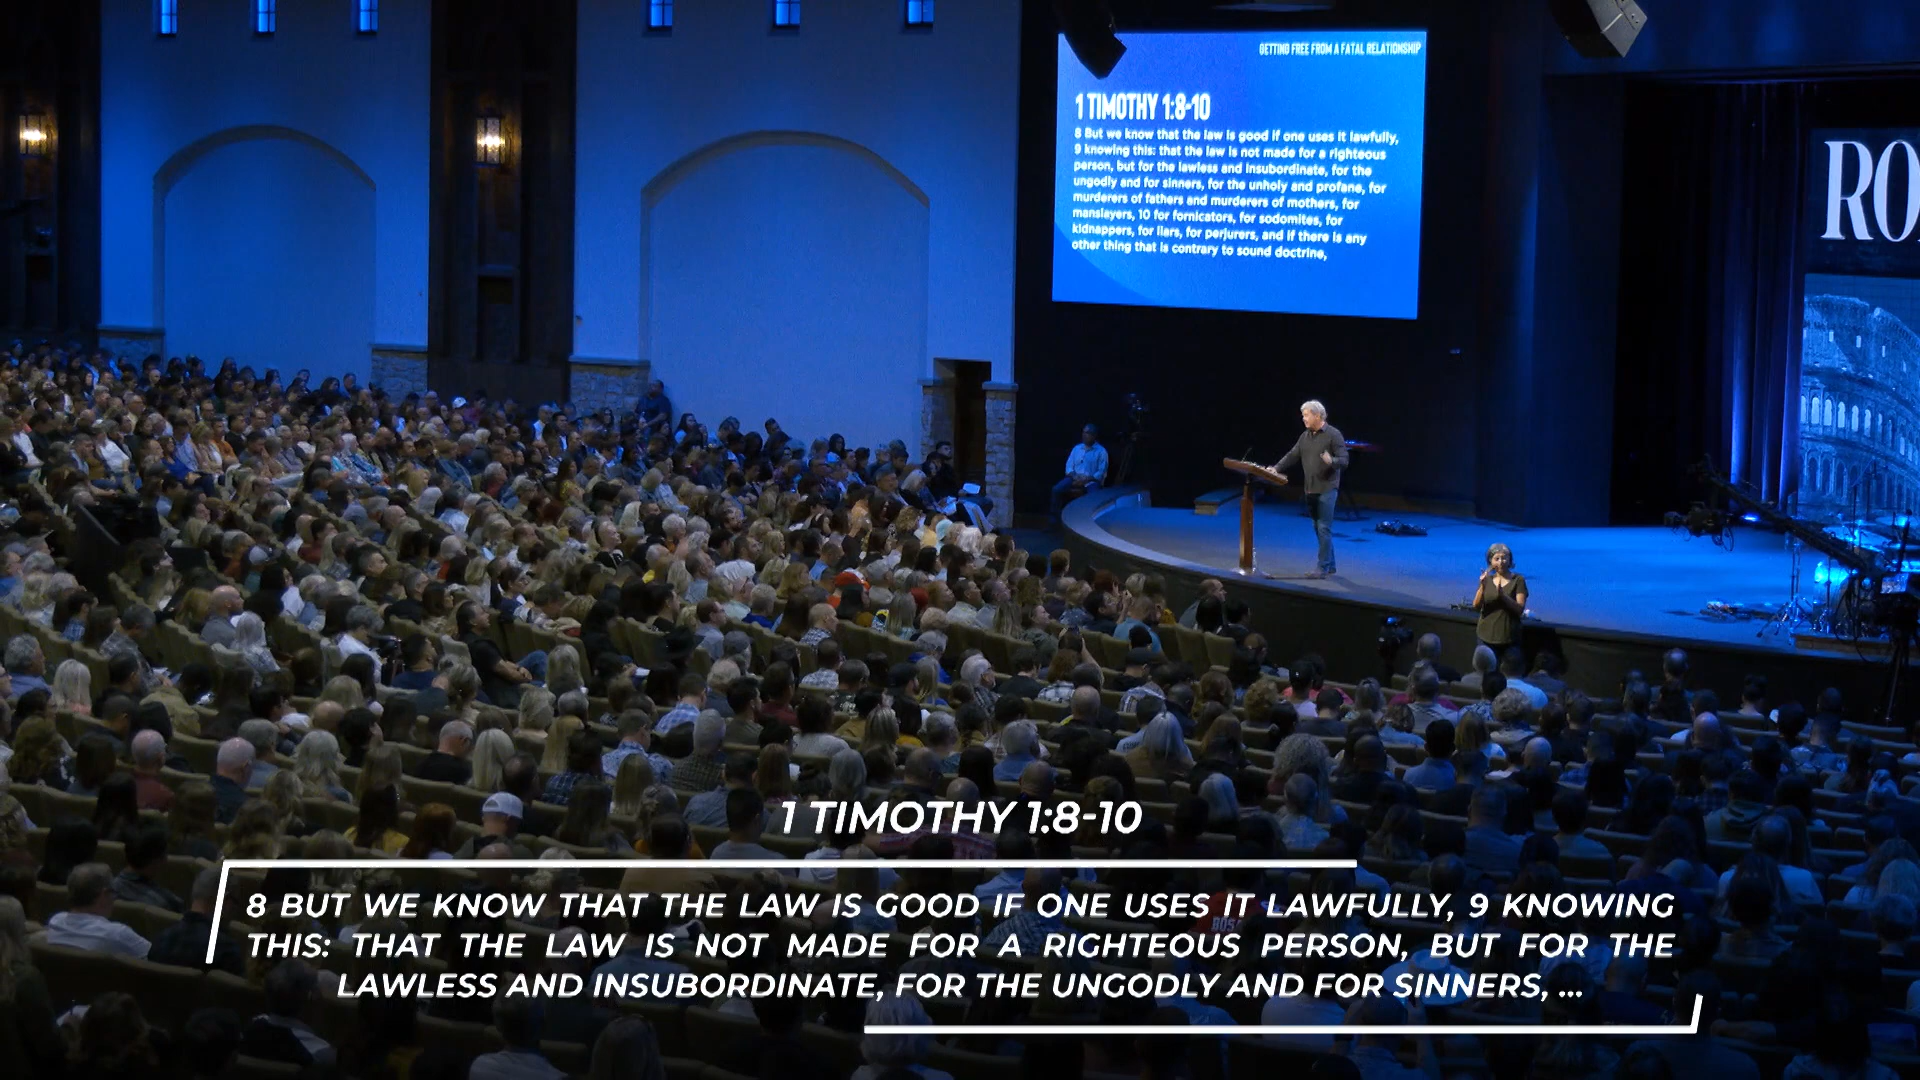 GETTING FREE FROM A FATAL RELATIONSHIP
1 TIMOTHY 1:8-10
8 But we know that the law is good if one uses it lawfully,
9 knowing this: that the law is not made for a righteous
person, but for the lawless and insubordinate, for the
ungodly and for sinners, for the unholy and profane, for
murderers of fathers and murderers of mothers, for
manslayers, 10 for fornicators, for sodomites, for
kidnappers, for liars, for perjurers, and if there is any
other thing that is contrary to sound doctrine,
RO
1 TIMOTHY 1:8-10
8 BUT WE KNOW THAT THE LAW IS GOOD IF ONE USES IT LAWFULLY, 9 KNOWING
THIS: THAT THE LAW IS NOT MADE FOR A RIGHTEOUS PERSON, BUT FOR THE
LAWLESS AND INSUBORDINATE, FOR THE UNGODLY AND FOR SINNERS, ...